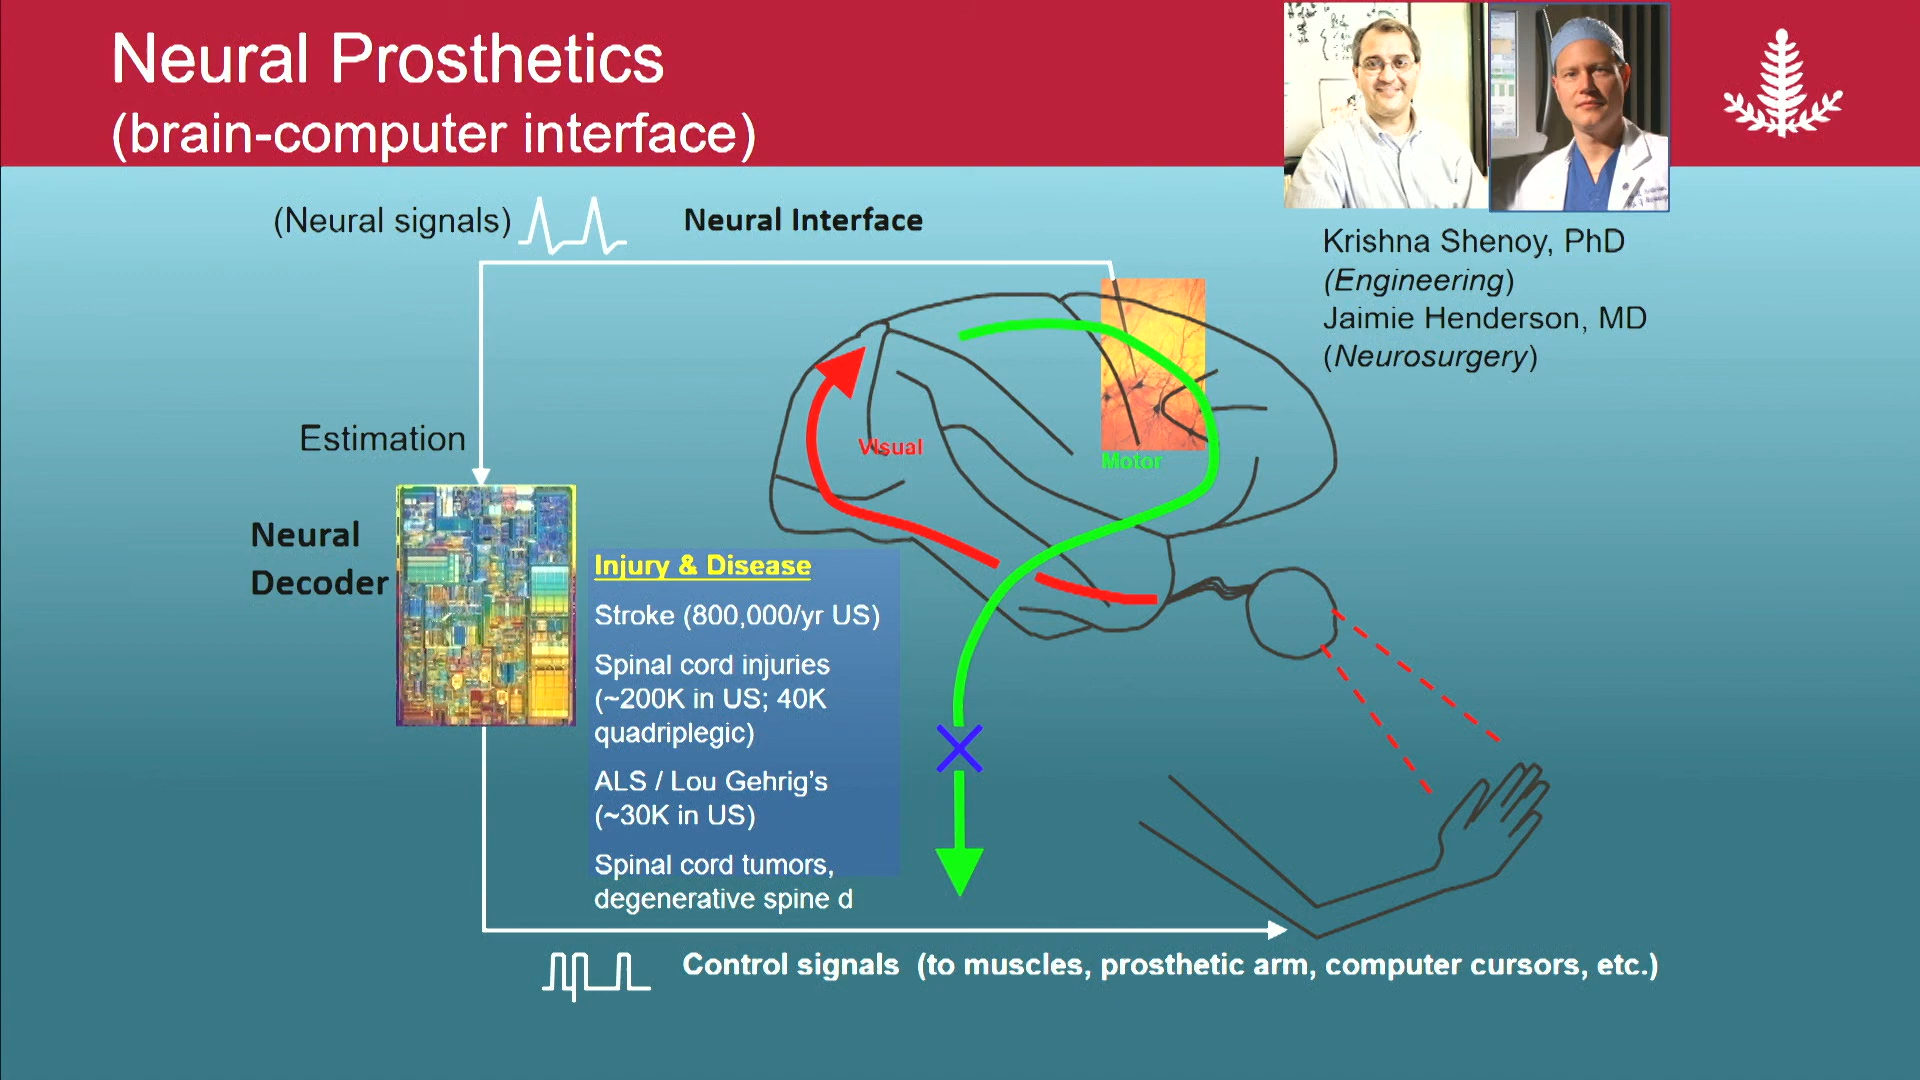 Neural Prosthetics
(brain-computer interface)
(Neural signals)
Neural Interface
Krishna Shenoy, PhD
(Engineering)
Jaimie Henderson, MD
(Neurosurgery)
Estimation
Visual
Motor
Neural
Decoder
Injury & Disease
Stroke (800,000/yr US)
Spinal cord injuries
(~200K in US; 40K
quadriplegic)
ALS / Lou Gehrig’s
(~30K in US)
Spinal cord tumors,
degenerative spine d
Control signals (to muscles, prosthetic arm, computer cursors, etc.)